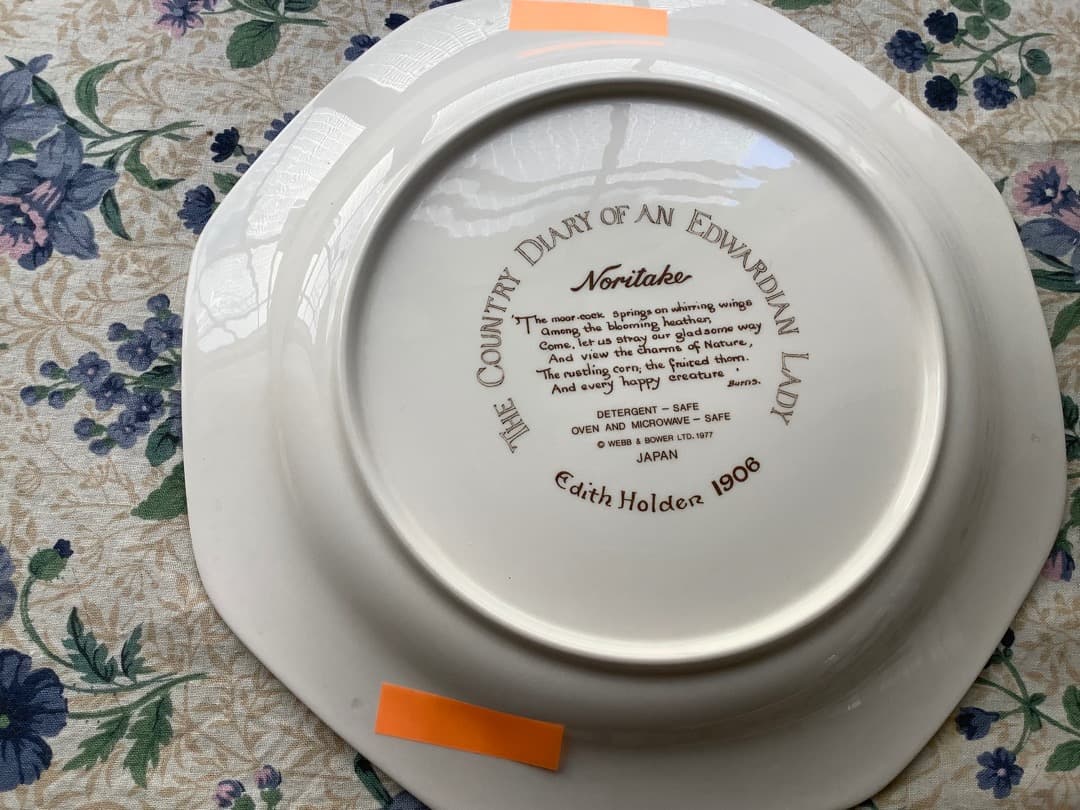 THE COUNTRY DIARY OF AN EDWARDIAN LADY
Noritake
'The moor-cock springs on whirring wings
Among the blooming heather,
Come, let us stray our gladsome way
And view the charms of Nature,
The rustling corn, the fruited thorn.
And every happy creature '
Burns.
DETERGENT – SAFE
OVEN AND MICROWAVE – SAFE
© WEBB & BOWER LTD. 1977
JAPAN
Edith Holden 1906